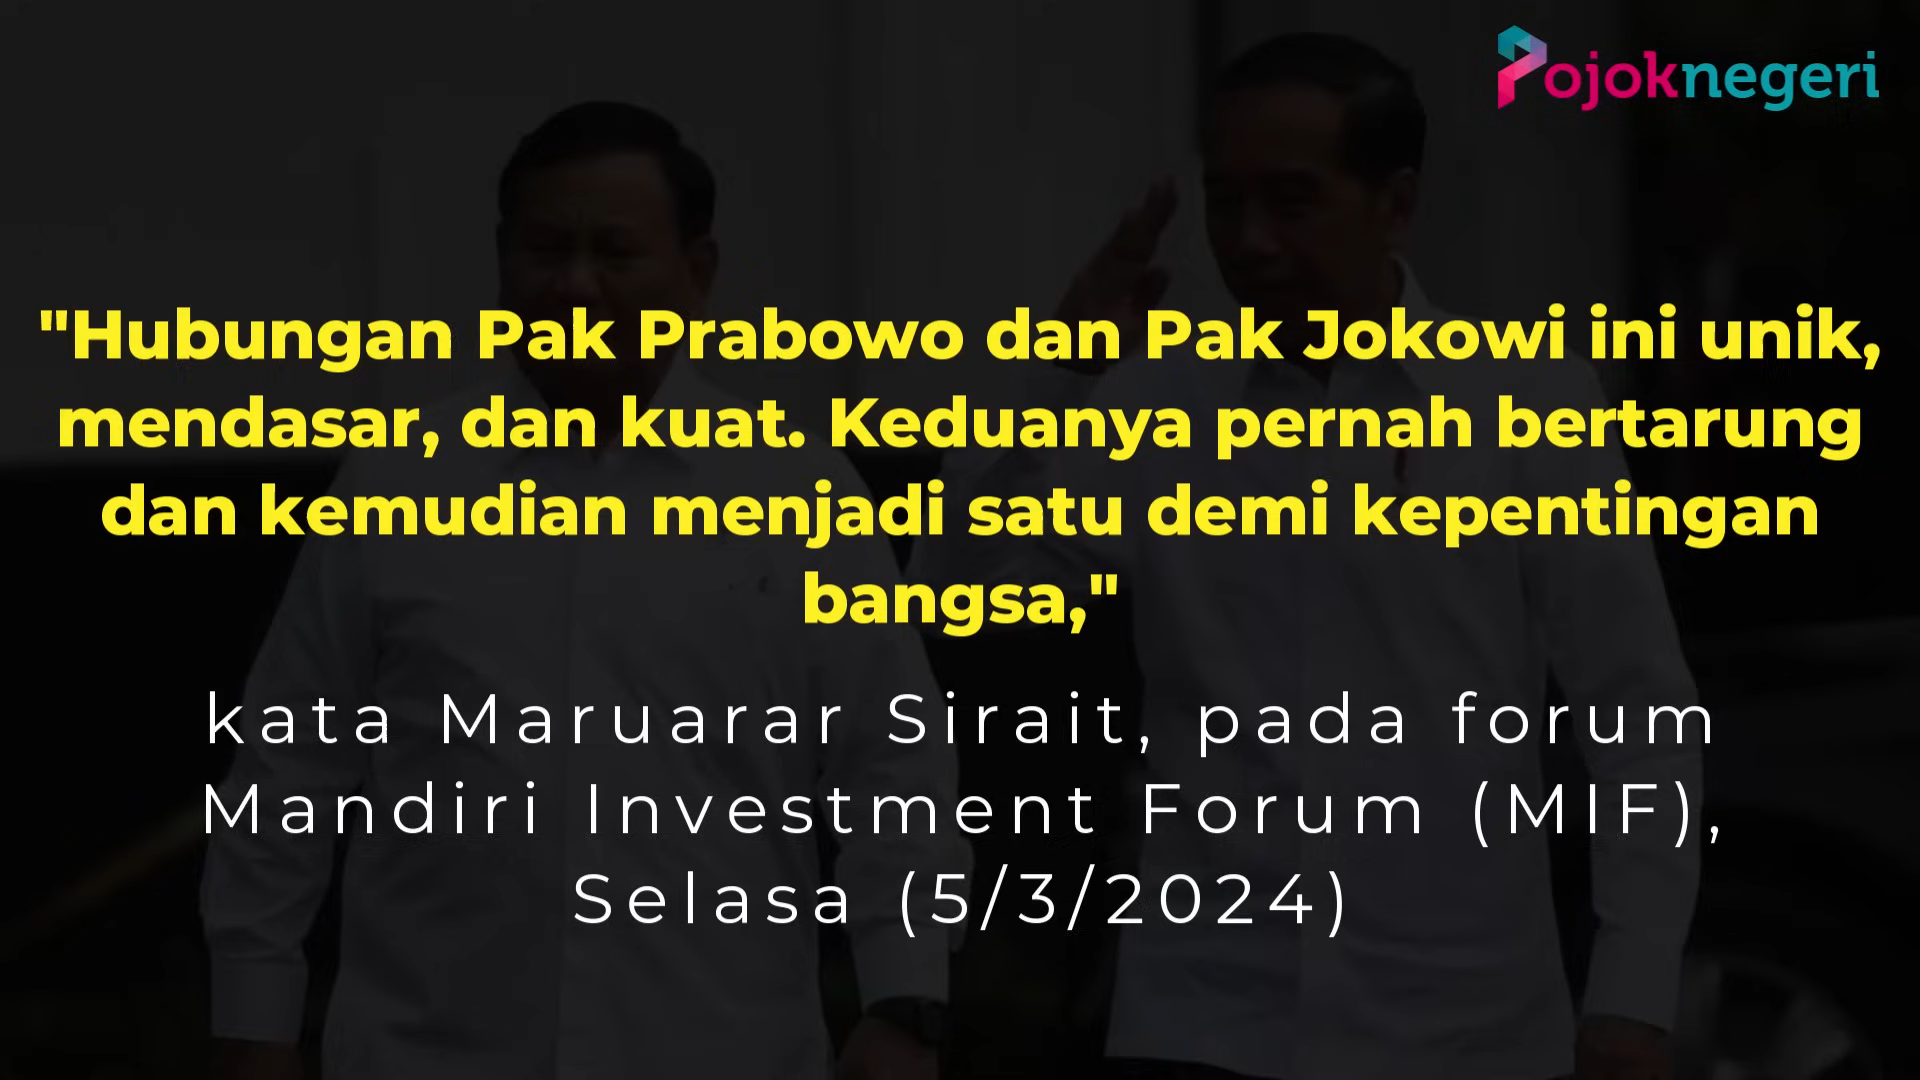 Pojoknegeri
"Hubungan Pak Prabowo dan Pak Jokowi ini unik,
mendasar, dan kuat. Keduanya pernah bertarung
dan kemudian menjadi satu demi kepentingan
bangsa,"
kata Maruarar Sirait, pada forum
Mandiri Investment Forum (MIF),
Selasa (5/3/2024)